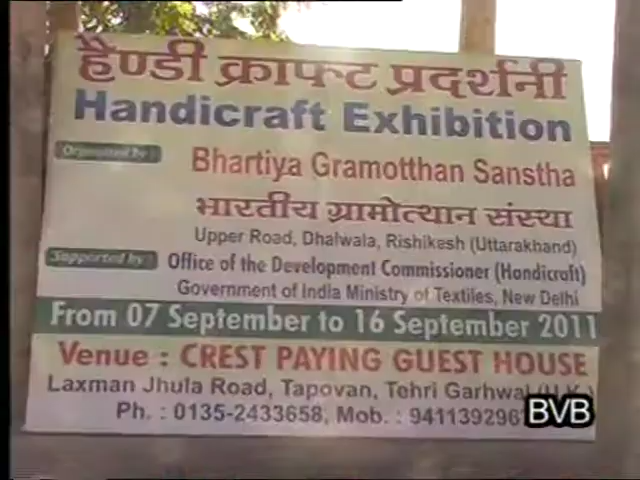 हैण्डी क्राफ्ट प्रदर्शनी
Handicraft Exhibition
Organised by :
Bhartiya Gramotthan Sanstha
भारतीय ग्रामोत्थान संस्था
Upper Road, Dhalwala, Rishikesh (Uttarakhand)
Supported by : Office of the Development Commissioner (Handicraft)
Government of India Ministry of Textiles, New Delhi
From 07 September to 16 September 2011
Venue : CREST PAYING GUEST HOUSE
Laxman Jhula Road, Tapovan, Tehri Garhwal (U.K.)
Ph. : 0135-2433658, Mob. :
BVB